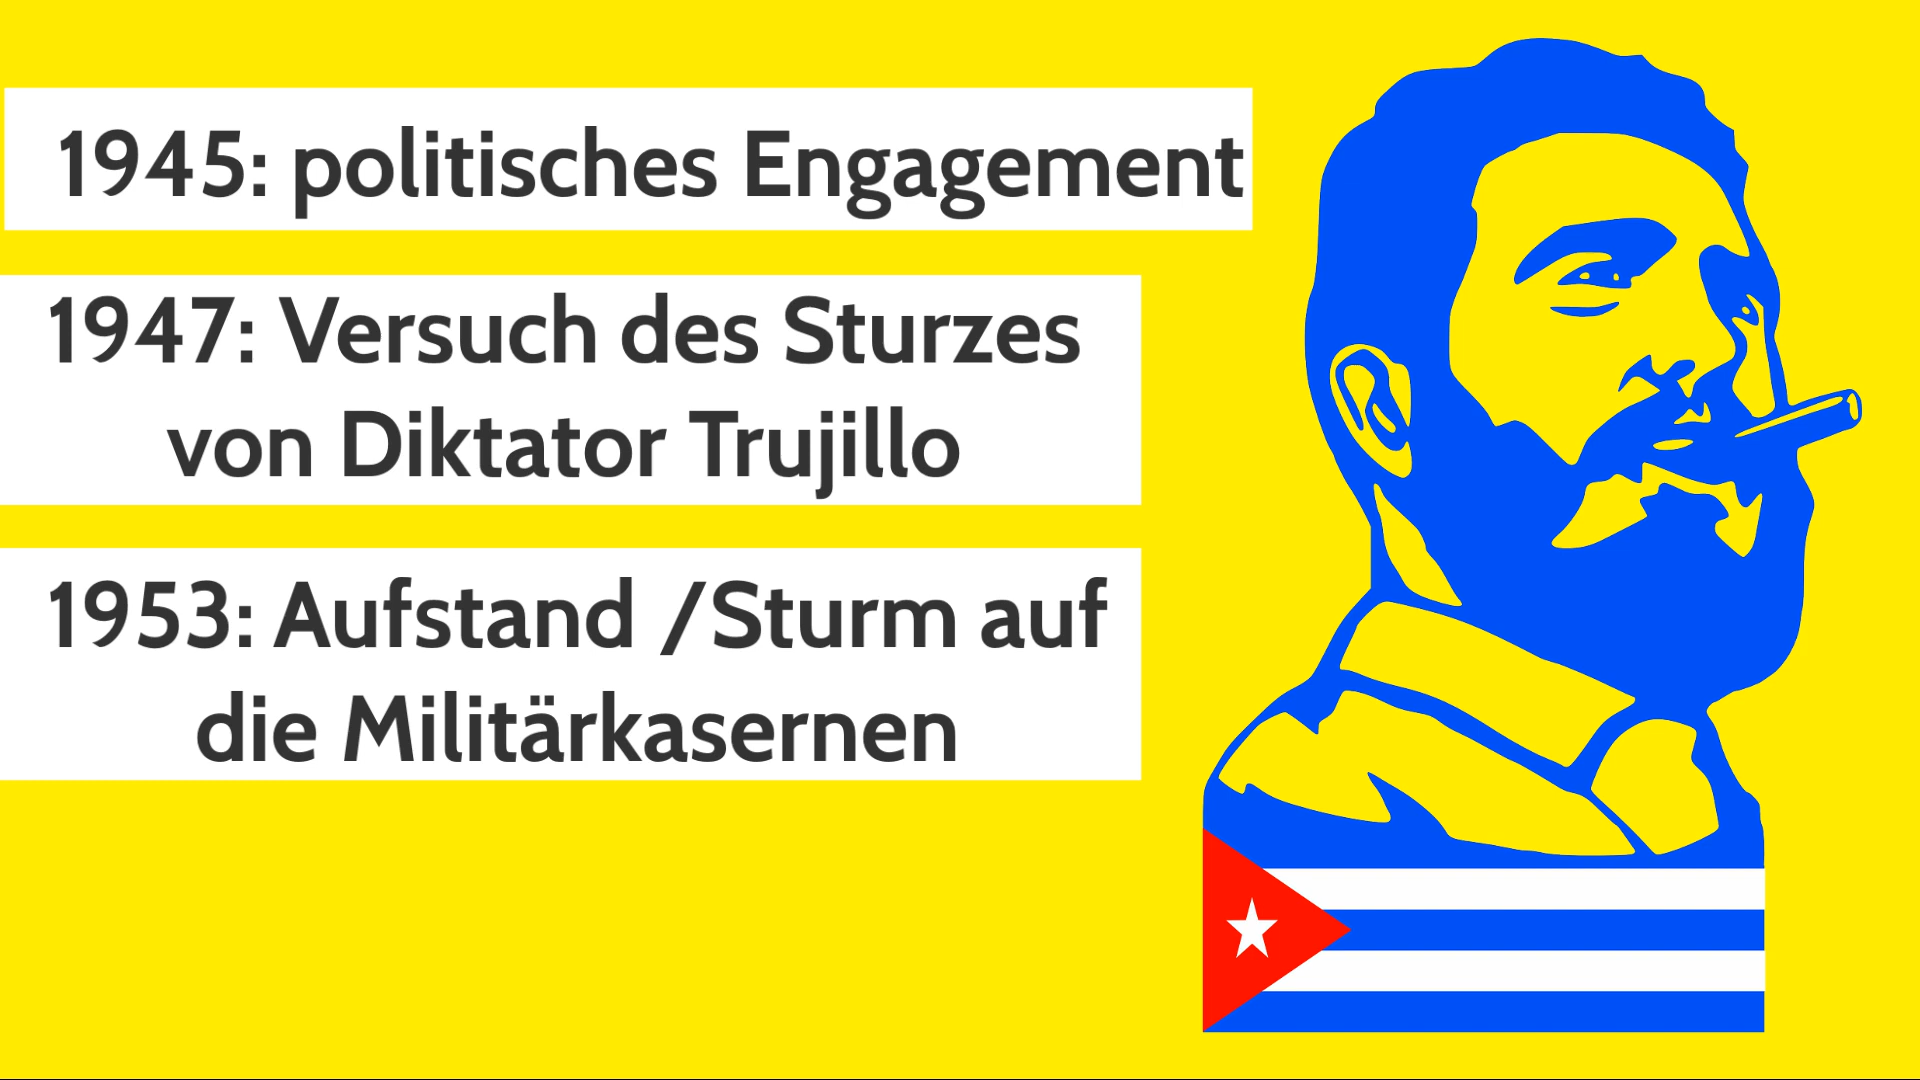 1945: politisches Engagement
1947: Versuch des Sturzes
von Diktator Trujillo
1953: Aufstand /Sturm auf
die Militärkasernen